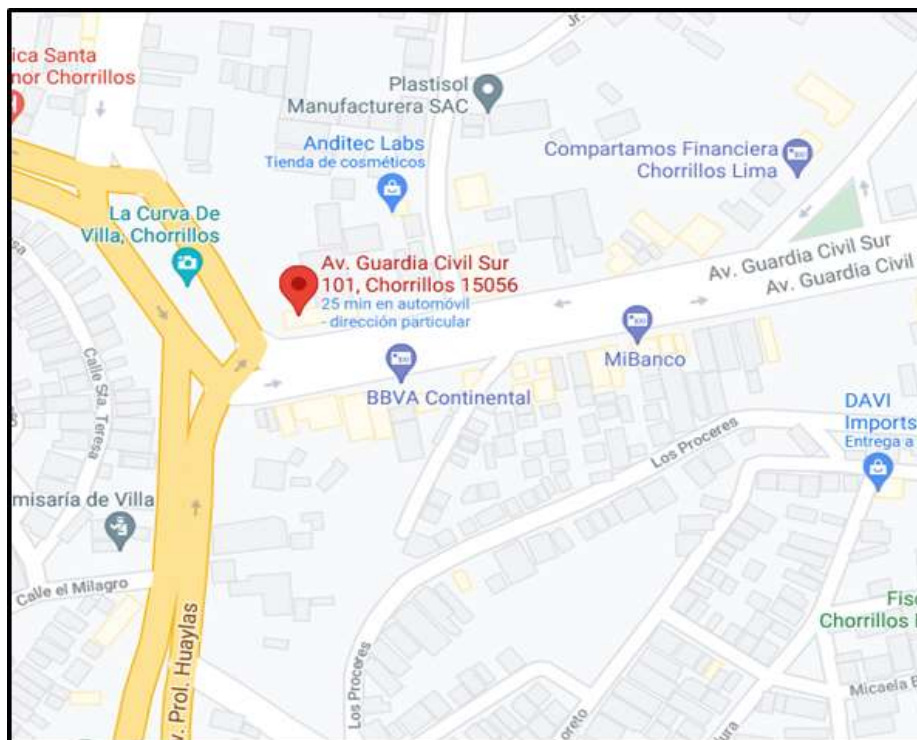 ica Santa
nor Chorrillos
Jr.
Plastisol
Manufacturera SAC
Anditec Labs
Tienda de cosméticos
Compartamos Financiera
Chorrillos Lima
La Curva De
Villa, Chorrillos
Av. Guardia Civil Sur
101, Chorrillos 15056
25 min en automóvil
- dirección particular
Av. Guardia Civil Sur
Av. Guardia Civil
MiBanco
BBVA Continental
Calle Sta. Teresa
DAVI
Imports
Entrega a
Los Proceres
misaría de Villa
Calle el Milagro
v. Prol. Huaylas
Los Proceres
oreto
Fisc
Chorrillos
Micaela B